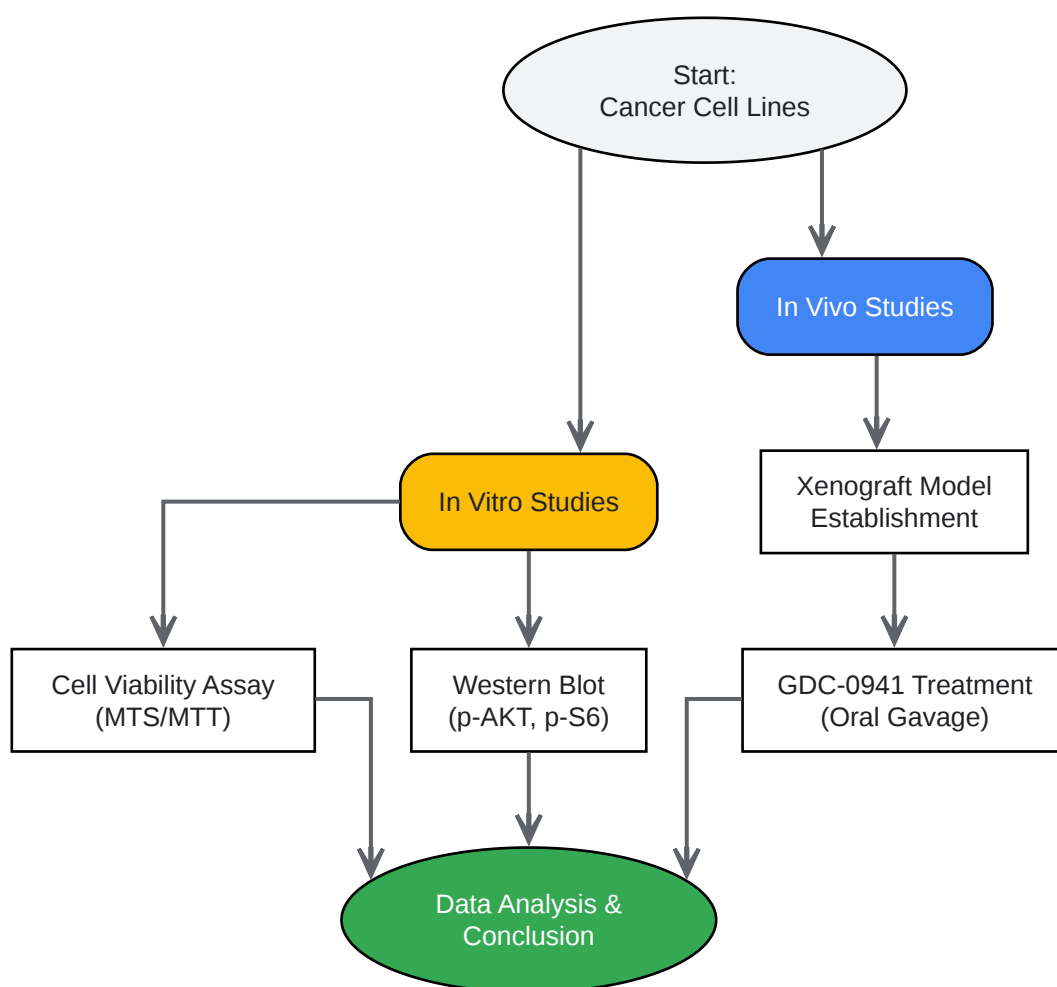 Start:
Cancer Cell Lines
In Vivo Studies
In Vitro Studies
Xenograft Model
Establishment
Cell Viability Assay
(MTS/MTT)
Western Blot
(p-AKT, p-S6)
GDC-0941 Treatment
(Oral Gavage)
Data Analysis &
Conclusion